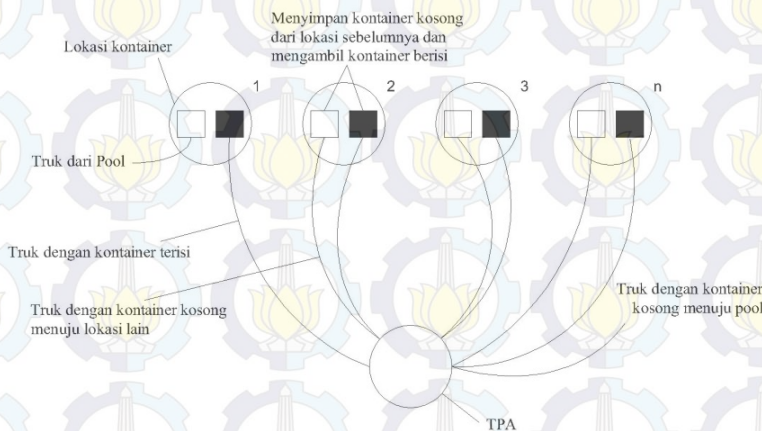 Menyimpan kontainer kosong
dari lokasi sebelumnya dan
mengambil kontainer berisi
Lokasi kontainer
1
2
3
n
Truk dari Pool
Truk dengan kontainer terisi
Truk dengan kontainer kosong
menuju lokasi lain
Truk dengan kontainer
kosong menuju pool
TPA